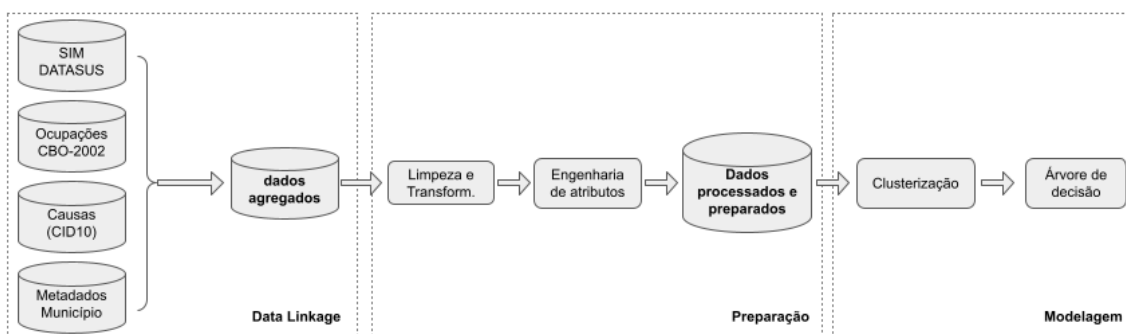 SIM
DATASUS
Ocupações
CBO-2002
Causas
(CID10)
Metadados
Município
dados
agregados
Data Linkage
Limpeza e
Transform.
Engenharia
de atributos
Dados
processados e
preparados
Preparação
Clusterização
Árvore de
decisão
Modelagem